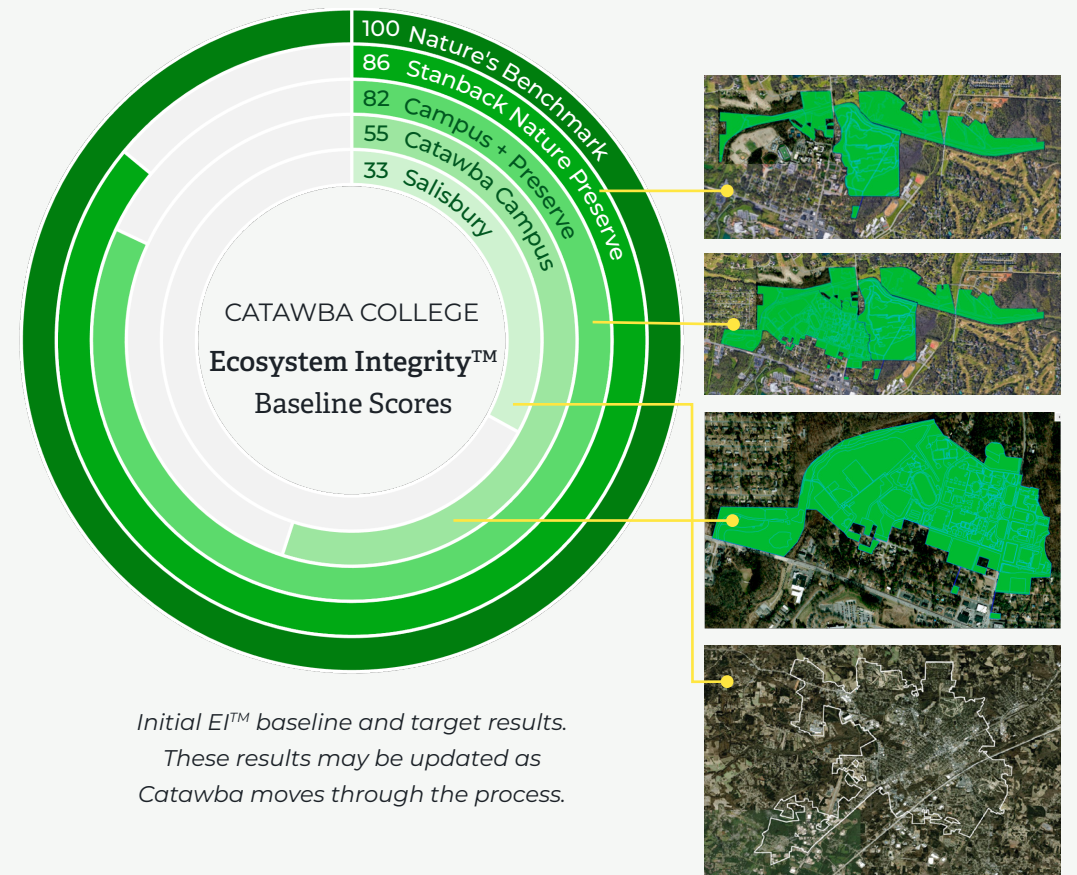 100 Nature's Benchmark
86 Stanback Nature Preserve
82 Campus + Preserve
55 Catawba Campus
33 Salisbury
CATAWBA COLLEGE
Ecosystem Integrity™
Baseline Scores
Initial EI™ baseline and target results.
These results may be updated as
Catawba moves through the process.